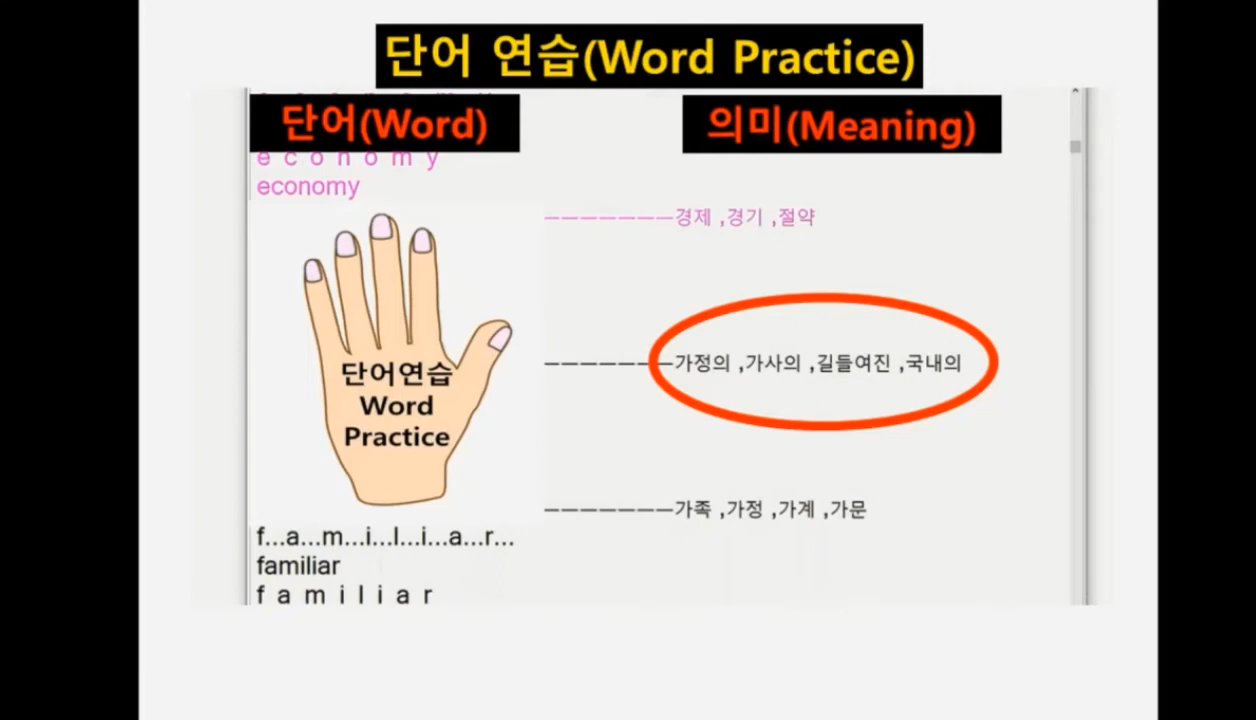 단어 연습(Word Practice)
단어(Word)
의미(Meaning)
e c o n o m y
economy
———————경제 ,경기 ,절약
———————가정의 ,가사의 ,길들여진 ,국내의
단어연습
Word
Practice
———————가족 ,가정 ,가계 ,가문
f...a...m...i...l...i...a...r...
familiar
f a m i l i a r